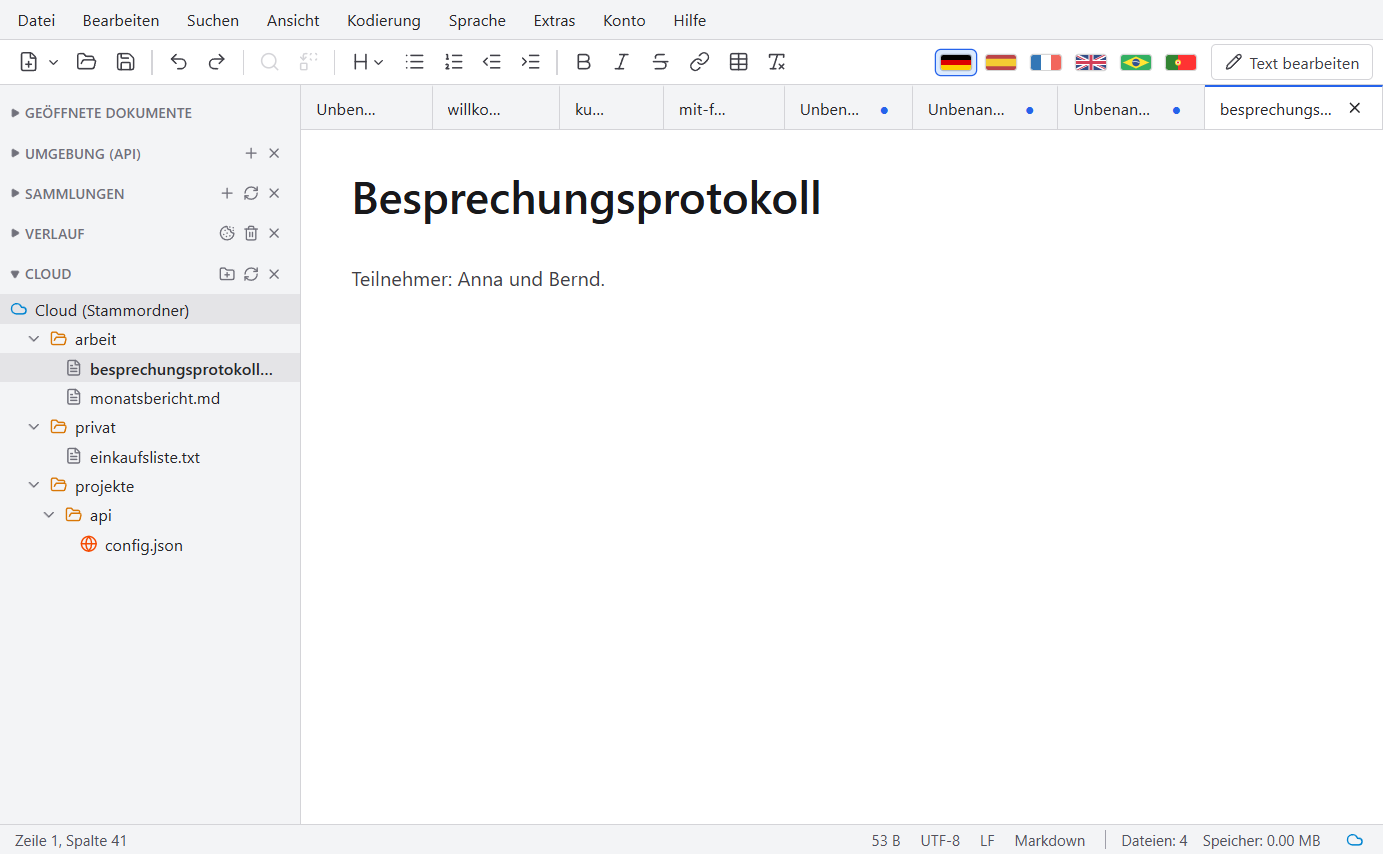 Datei Bearbeiten Suchen Ansicht Kodierung Sprache Extras Konto Hilfe
Text bearbeiten
GEÖFFNETE DOKUMENTE
UMGEBUNG (API)
SAMMLUNGEN
VERLAUF
CLOUD
Cloud (Stammordner)
arbeit
besprechungsprotokoll...
monatsbericht.md
privat
einkaufsliste.txt
projekte
api
config.json
Unben... willko... ku... mit-f... Unben... Unbenan... Unbenan... besprechungs...
Besprechungsprotokoll
Teilnehmer: Anna und Bernd.
Zeile 1, Spalte 41 53 B UTF-8 LF Markdown Dateien: 4 Speicher: 0.00 MB